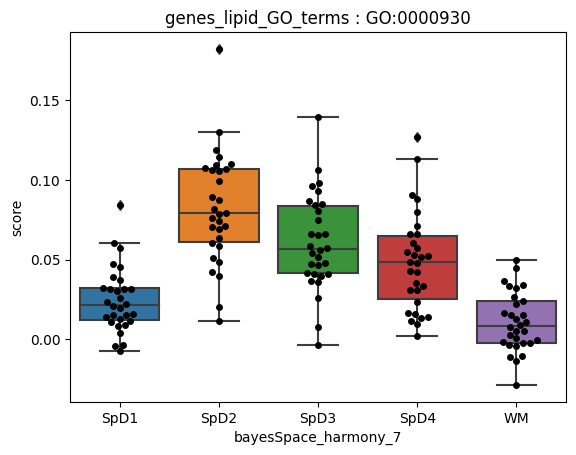 genes_lipid_GO_terms : GO:0000930
score
0.15
0.10
0.05
0.00
SpD1 SpD2 SpD3 SpD4 WM
bayesSpace_harmony_7